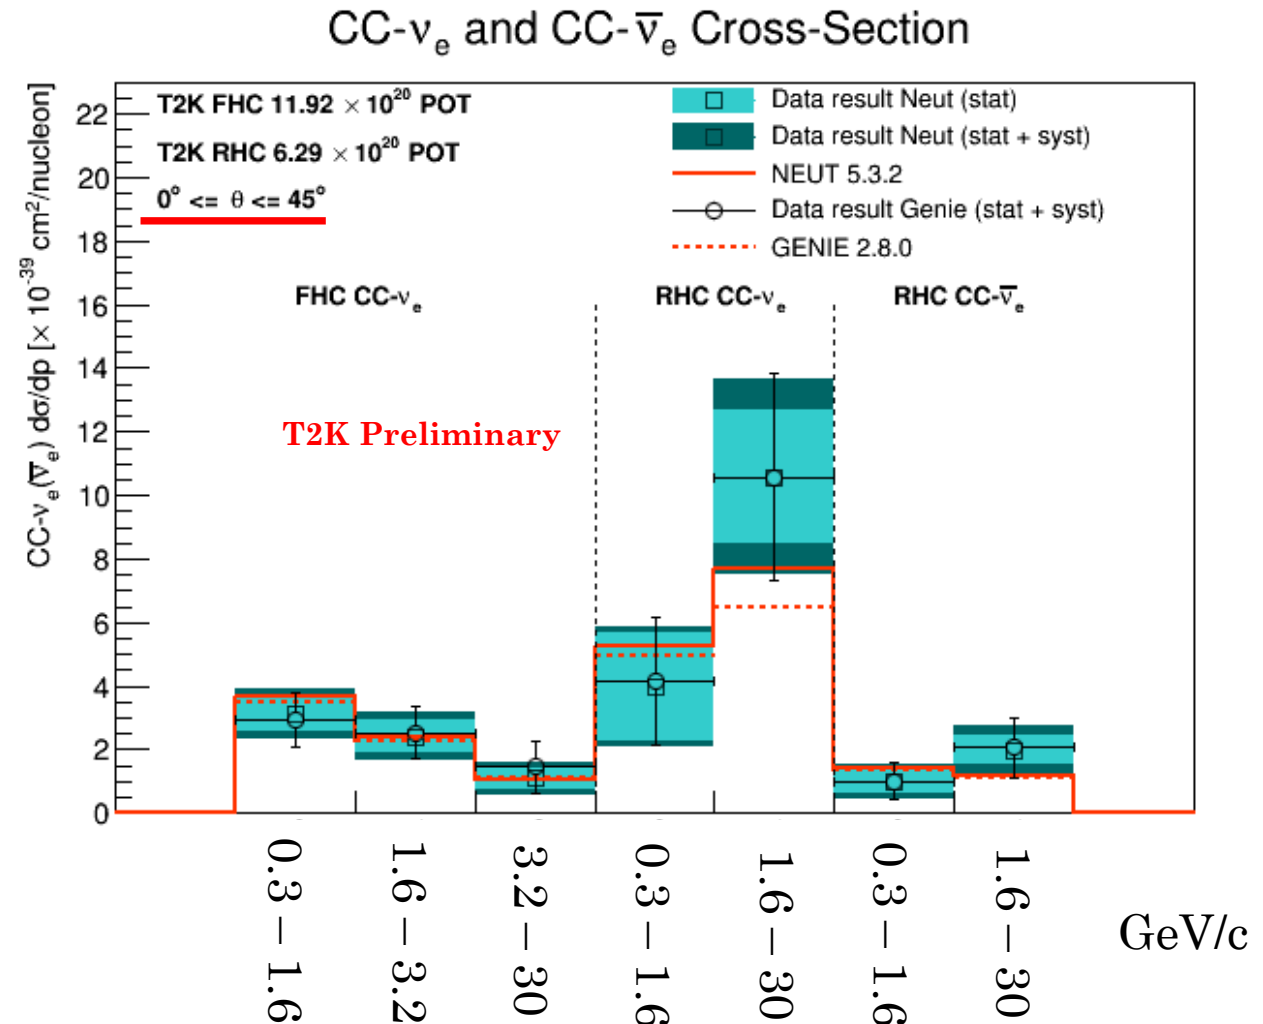 CC-νₑ and CC-ν̅ₑ Cross-Section
CC-νₑ(ν̅ₑ) dσ/dp [× 10⁻³⁹ cm²/nucleon]
T2K FHC 11.92 × 10²⁰ POT
T2K RHC 6.29 × 10²⁰ POT
0° <= θ <= 45°
Data result Neut (stat)
Data result Neut (stat + syst)
NEUT 5.3.2
Data result Genie (stat + syst)
GENIE 2.8.0
FHC CC-νₑ
RHC CC-νₑ
RHC CC-ν̅ₑ
T2K Preliminary
22
20
18
16
14
12
10
8
6
4
2
0
0.3 – 1.6
1.6 – 3.2
3.2 – 30
0.3 – 1.6
1.6 – 30
0.3 – 1.6
1.6 – 30
GeV/c